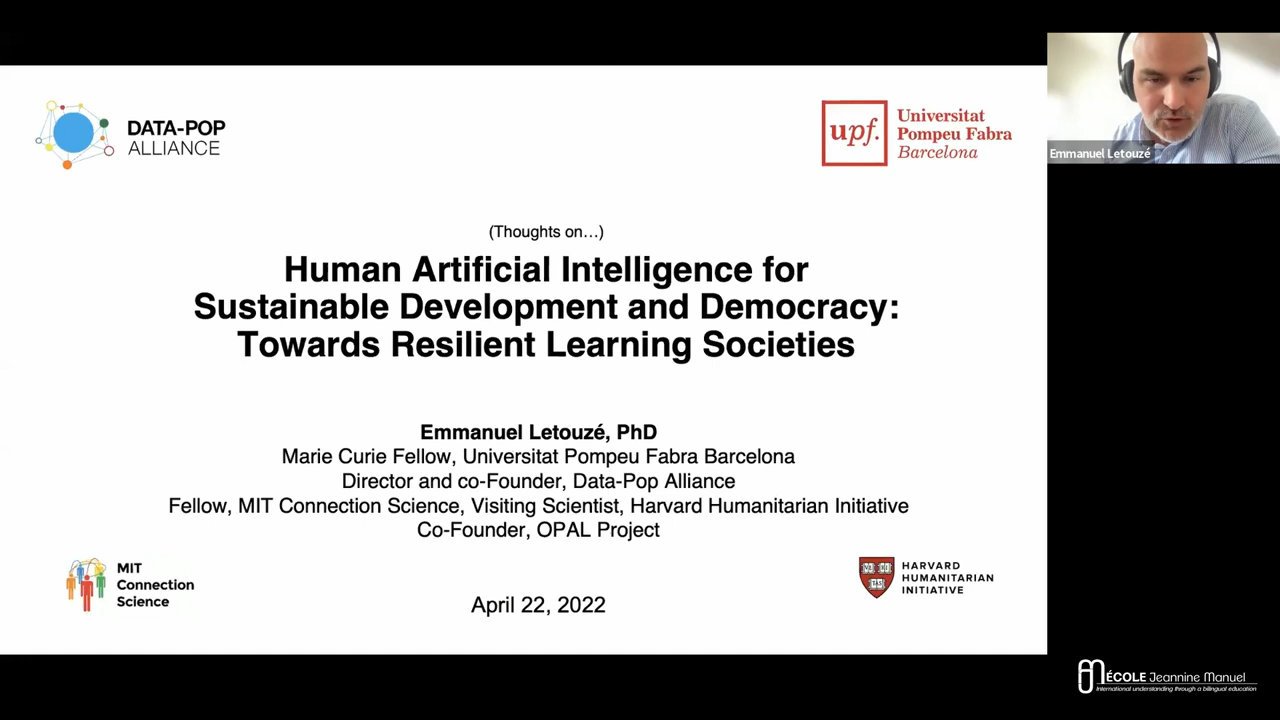 DATA-POP
ALLIANCE
upf.
Universitat
Pompeu Fabra
Barcelona
Emmanuel Letouzé
(Thoughts on…)
Human Artificial Intelligence for
Sustainable Development and Democracy:
Towards Resilient Learning Societies
Emmanuel Letouzé, PhD
Marie Curie Fellow, Universitat Pompeu Fabra Barcelona
Director and co-Founder, Data-Pop Alliance
Fellow, MIT Connection Science, Visiting Scientist, Harvard Humanitarian Initiative
Co-Founder, OPAL Project
MIT
Connection
Science
HARVARD
HUMANITARIAN
INITIATIVE
April 22, 2022
ÉCOLE Jeannine Manuel
International understanding through a bilingual education